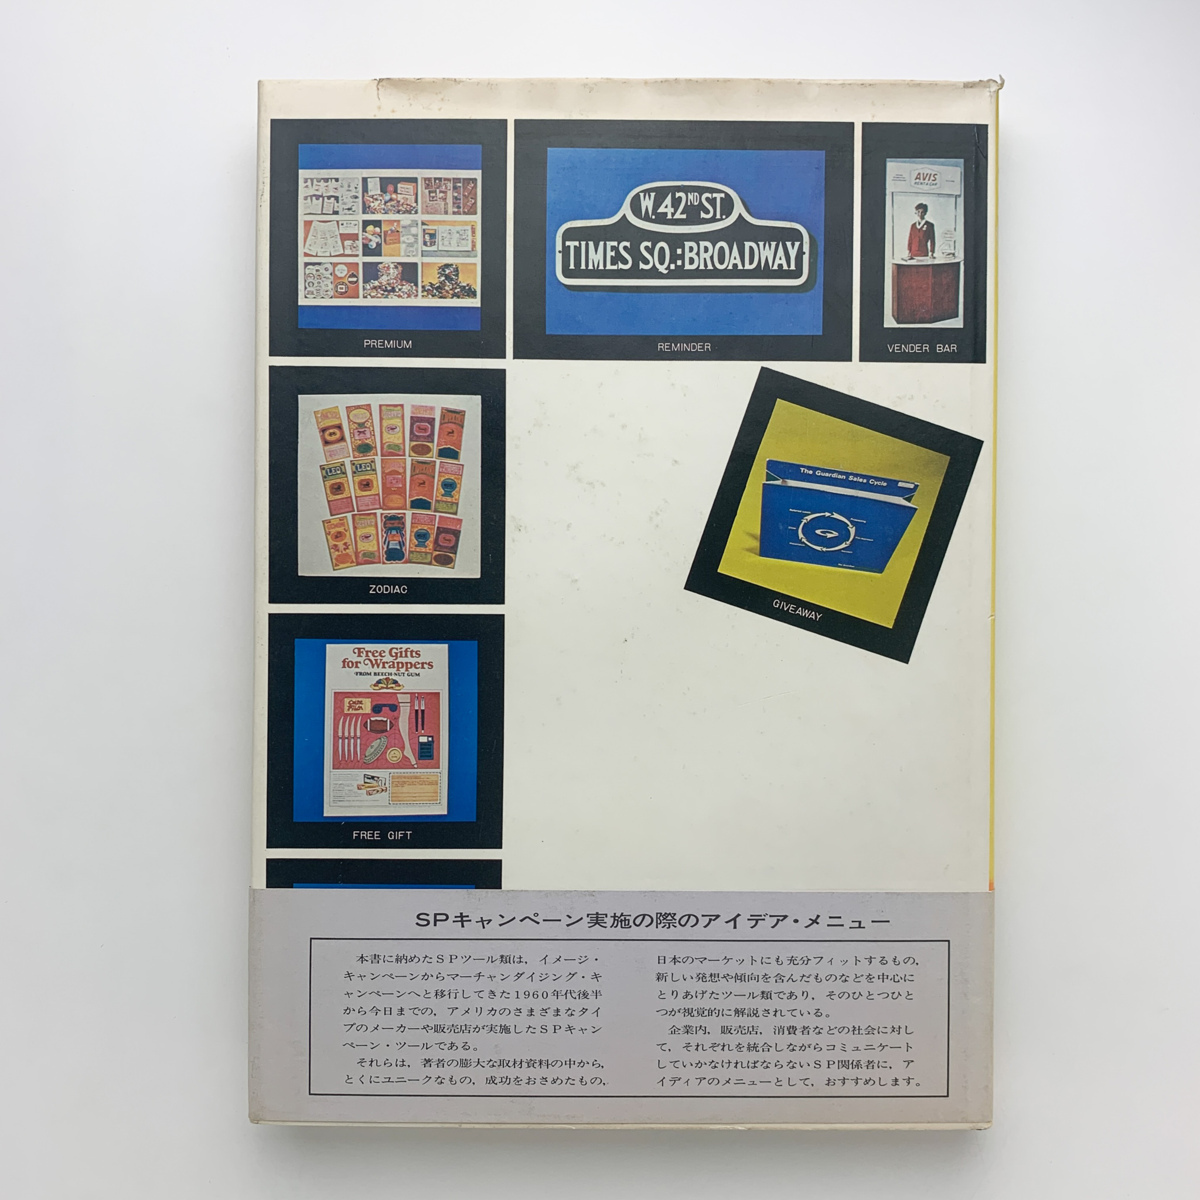 W. 42ND ST.
TIMES SQ.:BROADWAY
AVIS
RENT A CAR
PREMIUM
REMINDER
VENDER BAR
LEO
ZODIAC
The Guardian Sales Cycle
GIVEAWAY
Free Gifts
for Wrappers
FROM BEECH-NUT GUM
FREE GIFT
SPキャンペーン実施の際のアイデア・メニュー
本書に納めたSPツール類は，イメージ・
キャンペーンからマーチャンダイジング・キ
ャンペーンへと移行してきた1960年代後半
から今日までの，アメリカのさまざまなタイ
プのメーカーや販売店が実施したSPキャン
ペーン・ツールである。
それらは，著者の膨大な取材資料の中から，
とくにユニークなもの，成功をおさめたもの，
日本のマーケットにも充分フィットするもの，
新しい発想や傾向を含んだものなどを中心に
とりあげたツール類であり，そのひとつひと
つが視覚的に解説されている。
企業内，販売店，消費者などの社会に対し
て，それぞれを統合しながらコミュニケート
していかなければならないSP関係者に，ア
イディアのメニューとして，おすすめします。